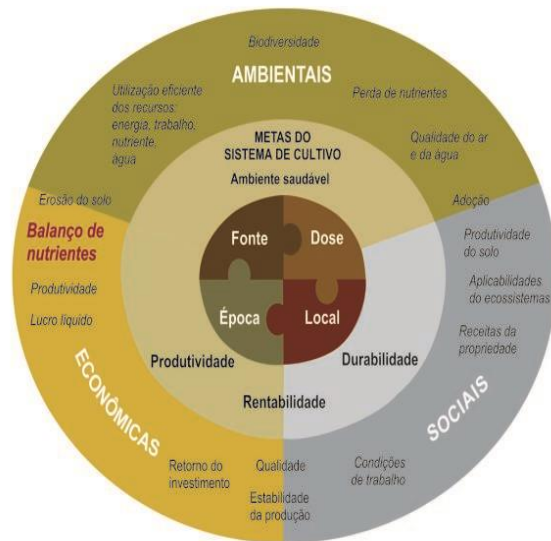 Biodiversidade
AMBIENTAIS
Utilização eficiente
dos recursos:
energia, trabalho,
nutriente,
água
Perda de nutrientes
Qualidade do ar
e da água
METAS DO
SISTEMA DE CULTIVO
Ambiente saudável
Erosão do solo
Adoção
Balanço de
nutrientes
Fonte
Dose
Produtividade
do solo
Produtividade
Aplicabilidades
do ecossistemas
Lucro líquido
Época
Local
Receitas da
propriedade
Produtividade
Durabilidade
Rentabilidade
ECONÔMICAS
SOCIAIS
Retorno do
investimento
Qualidade
Estabilidade
da produção
Condições
de trabalho